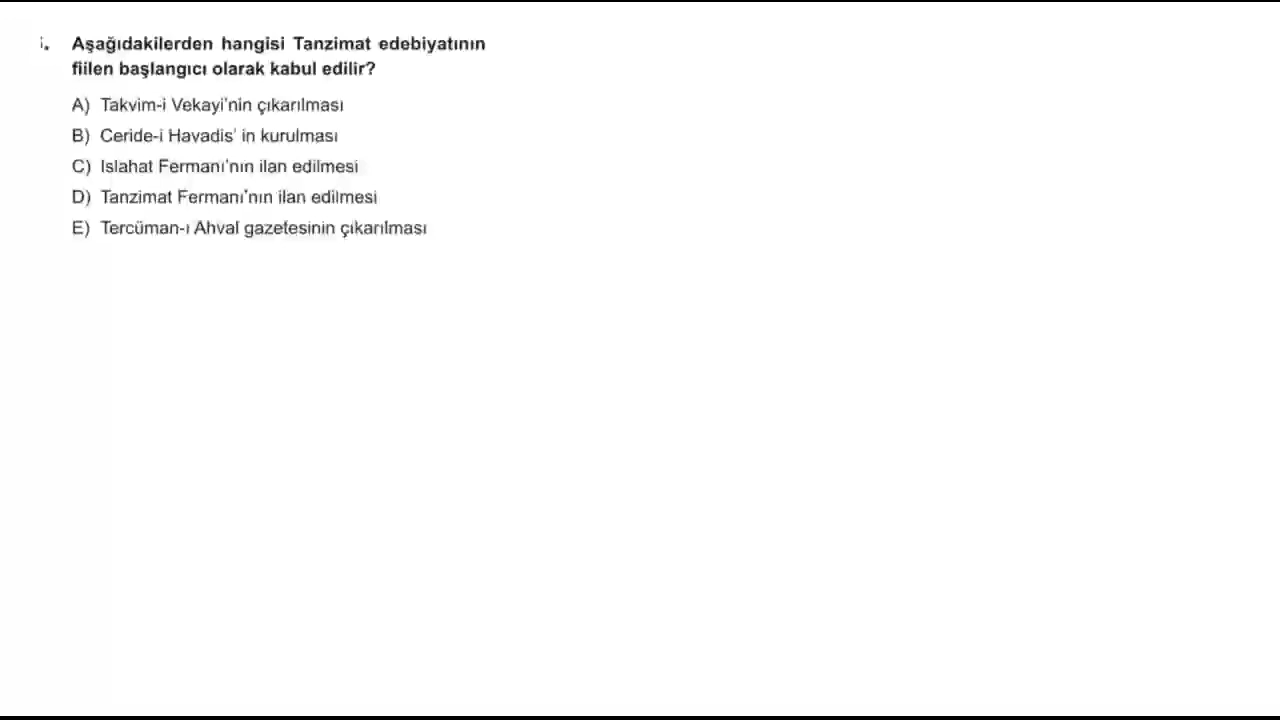 Aşağıdakilerden hangisi Tanzimat edebiyatının
fiilen başlangıcı olarak kabul edilir?
A) Takvim-i Vekayi'nin çıkarılması
B) Ceride-i Havadis' in kurulması
C) Islahat Fermanı'nın ilan edilmesi
D) Tanzimat Fermanı'nın ilan edilmesi
E) Tercüman-ı Ahval gazetesinin çıkarılması